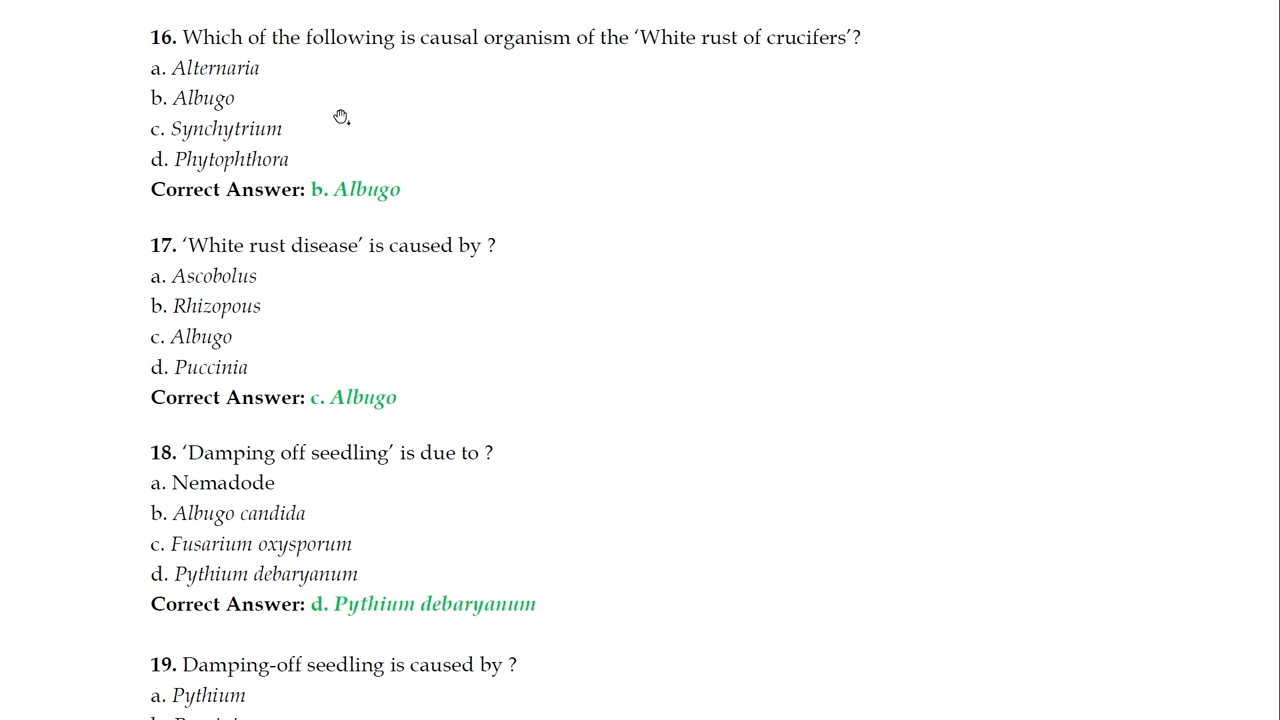 16. Which of the following is causal organism of the ‘White rust of crucifers’?
a. Alternaria
b. Albugo
c. Synchytrium
d. Phytophthora
Correct Answer: b. Albugo
17. ‘White rust disease’ is caused by ?
a. Ascobolus
b. Rhizopous
c. Albugo
d. Puccinia
Correct Answer: c. Albugo
18. ‘Damping off seedling’ is due to ?
a. Nemadode
b. Albugo candida
c. Fusarium oxysporum
d. Pythium debaryanum
Correct Answer: d. Pythium debaryanum
19. Damping-off seedling is caused by ?
a. Pythium